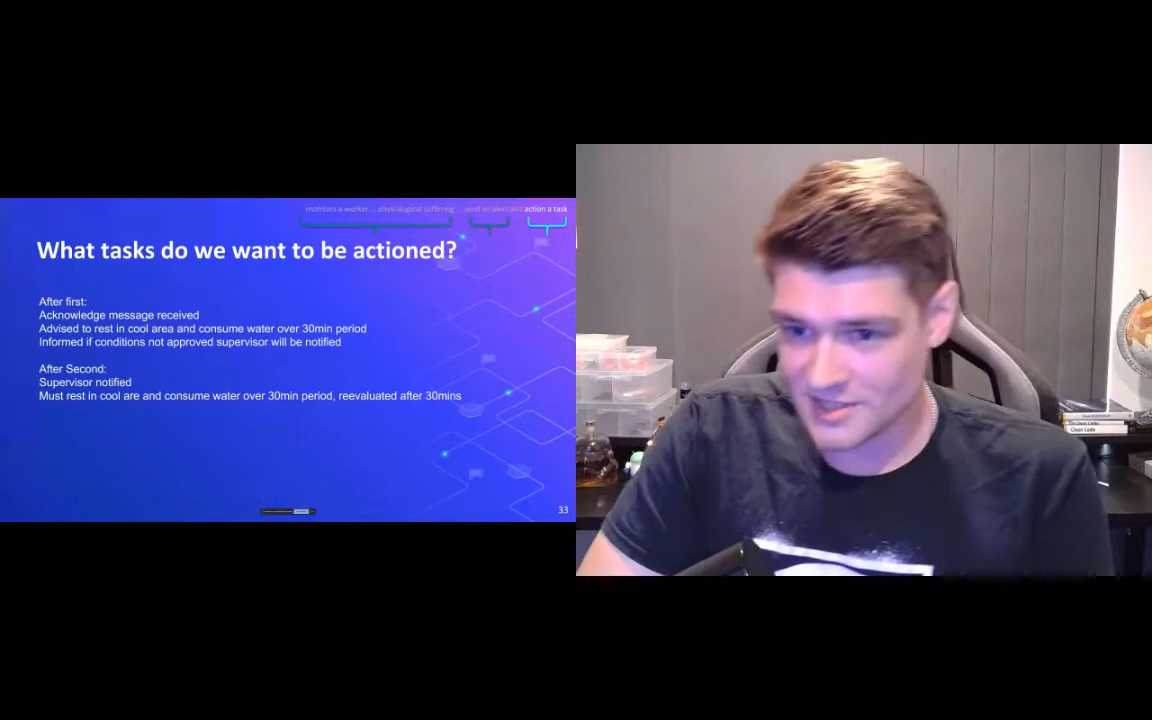 monitors a worker... physiological suffering ... send an alert and action a task
What tasks do we want to be actioned?
After first:
Acknowledge message received
Advised to rest in cool area and consume water over 30min period
Informed if conditions not approved supervisor will be notified
After Second:
Supervisor notified
Must rest in cool are and consume water over 30min period, reevaluated after 30mins
33
Clean Code